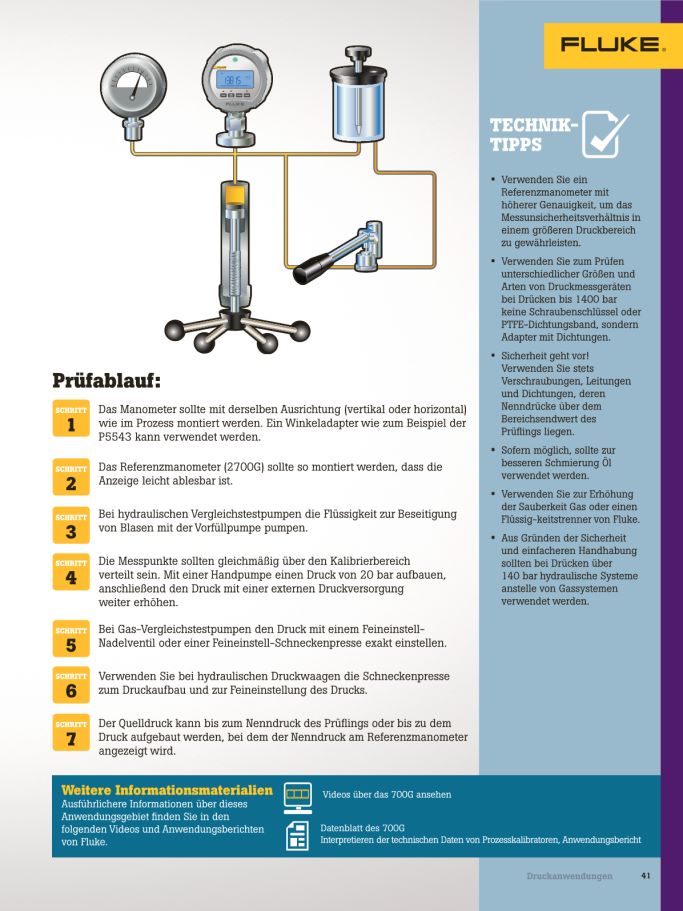 FLUKE®
138.15
FLUKE
TECHNIK-
TIPPS
• Verwenden Sie ein
Referenzmanometer mit
höherer Genauigkeit, um das
Messunsicherheitsverhältnis in
einem größeren Druckbereich
zu gewährleisten.
• Verwenden Sie zum Prüfen
unterschiedlicher Größen und
Arten von Druckmessgeräten
bei Drücken bis 1400 bar
keine Schraubenschlüssel oder
PTFE-Dichtungsband, sondern
Adapter mit Dichtungen.
• Sicherheit geht vor!
Verwenden Sie stets
Verschraubungen, Leitungen
und Dichtungen, deren
Nenndrücke über dem
Bereichsendwert des
Prüflings liegen.
• Sofern möglich, sollte zur
besseren Schmierung Öl
verwendet werden.
• Verwenden Sie zur Erhöhung
der Sauberkeit Gas oder einen
Flüssig-keitstrenner von Fluke.
• Aus Gründen der Sicherheit
und einfacheren Handhabung
sollten bei Drücken über
140 bar hydraulische Systeme
anstelle von Gassystemen
verwendet werden.
Prüfablauf:
SCHRITT
1
Das Manometer sollte mit derselben Ausrichtung (vertikal oder horizontal)
wie im Prozess montiert werden. Ein Winkeladapter wie zum Beispiel der
P5543 kann verwendet werden.
SCHRITT
2
Das Referenzmanometer (2700G) sollte so montiert werden, dass die
Anzeige leicht ablesbar ist.
SCHRITT
3
Bei hydraulischen Vergleichstestpumpen die Flüssigkeit zur Beseitigung
von Blasen mit der Vorfüllpumpe pumpen.
SCHRITT
4
Die Messpunkte sollten gleichmäßig über den Kalibrierbereich
verteilt sein. Mit einer Handpumpe einen Druck von 20 bar aufbauen,
anschließend den Druck mit einer externen Druckversorgung
weiter erhöhen.
SCHRITT
5
Bei Gas-Vergleichstestpumpen den Druck mit einem Feineinstell-
Nadelventil oder einer Feineinstell-Schneckenpresse exakt einstellen.
SCHRITT
6
Verwenden Sie bei hydraulischen Druckwaagen die Schneckenpresse
zum Druckaufbau und zur Feineinstellung des Drucks.
SCHRITT
7
Der Quelldruck kann bis zum Nenndruck des Prüflings oder bis zu dem
Druck aufgebaut werden, bei dem der Nenndruck am Referenzmanometer
angezeigt wird.
Weitere Informationsmaterialien
Ausführlichere Informationen über dieses
Anwendungsgebiet finden Sie in den
folgenden Videos und Anwendungsberichten
von Fluke.
Videos über das 700G ansehen
Datenblatt des 700G
Interpretieren der technischen Daten von Prozesskalibratoren, Anwendungsbericht
Druckanwendungen 41